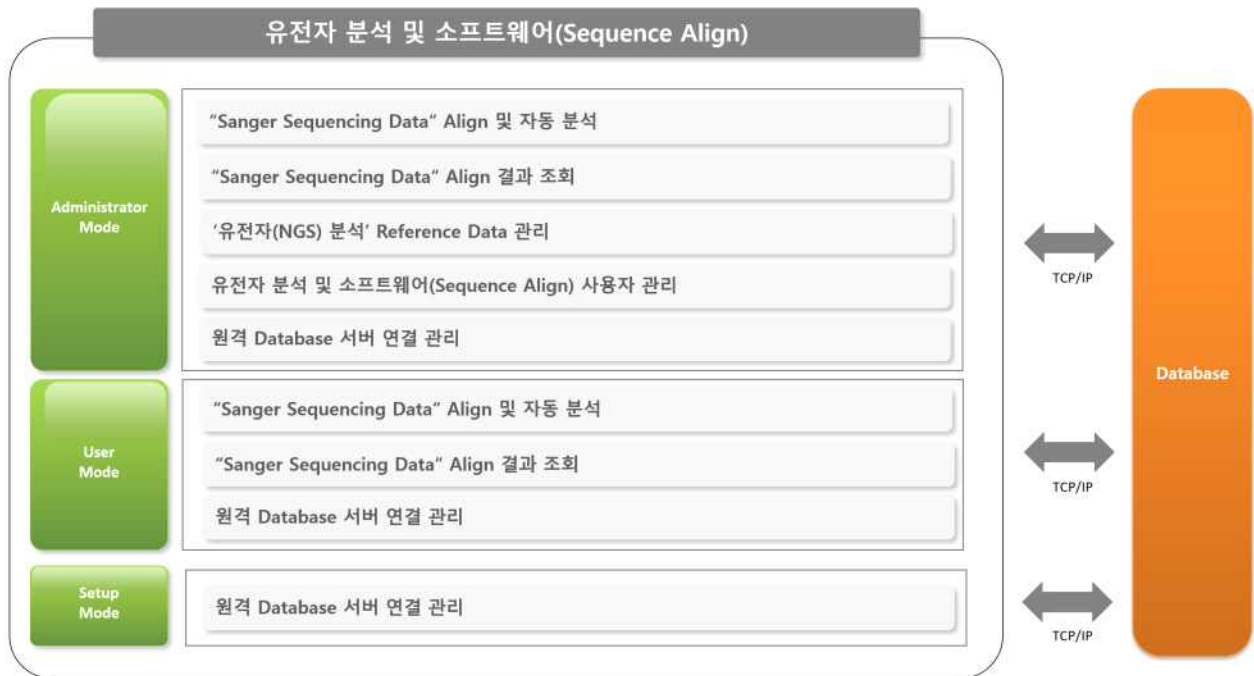 유전자 분석 및 소프트웨어(Sequence Align)
Administrator
Mode
“Sanger Sequencing Data“ Align 및 자동 분석
“Sanger Sequencing Data“ Align 결과 조회
‘유전자(NGS) 분석’ Reference Data 관리
유전자 분석 및 소프트웨어(Sequence Align) 사용자 관리
원격 Database 서버 연결 관리
TCP/IP
User
Mode
“Sanger Sequencing Data“ Align 및 자동 분석
“Sanger Sequencing Data“ Align 결과 조회
원격 Database 서버 연결 관리
TCP/IP
Setup
Mode
원격 Database 서버 연결 관리
TCP/IP
Database